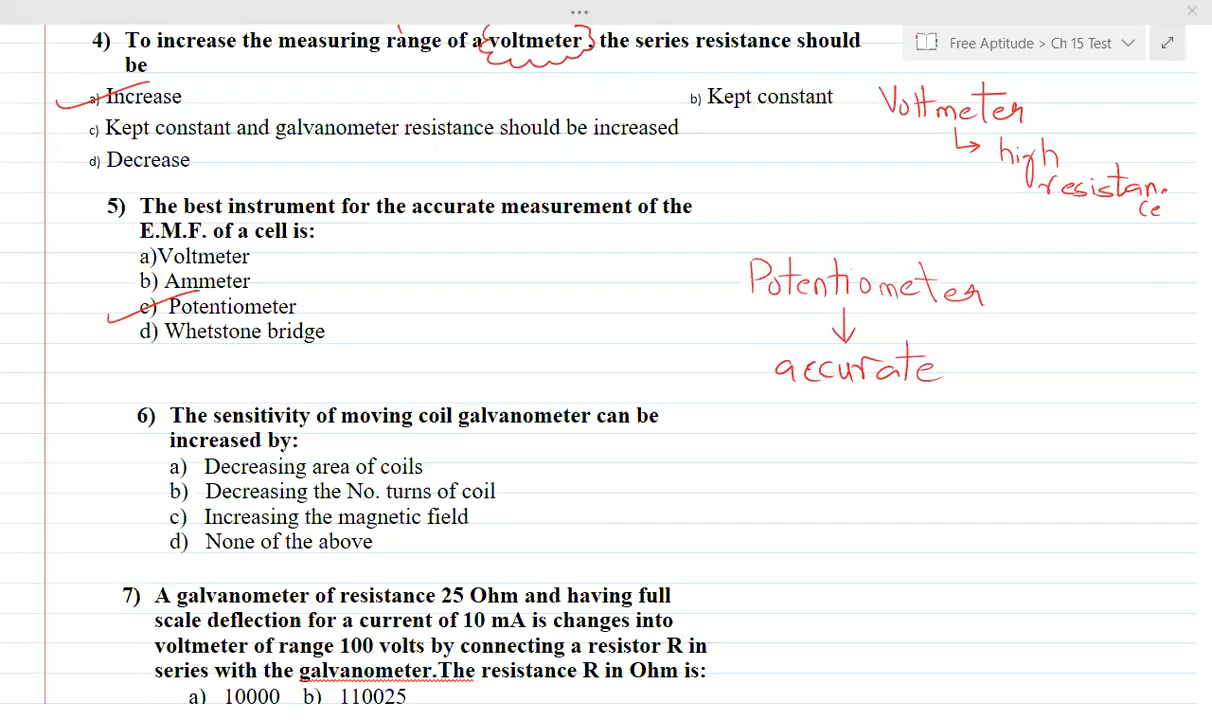 Free Aptitude > Ch 15 Test
4) To increase the measuring range of a voltmeter , the series resistance should
be
a) Increase
b) Kept constant
c) Kept constant and galvanometer resistance should be increased
d) Decrease
Voltmeter
high
resistan.
ce
5) The best instrument for the accurate measurement of the
E.M.F. of a cell is:
a)Voltmeter
b) Ammeter
c) Potentiometer
d) Whetstone bridge
Potentiometer
accurate
6) The sensitivity of moving coil galvanometer can be
increased by:
a) Decreasing area of coils
b) Decreasing the No. turns of coil
c) Increasing the magnetic field
d) None of the above
7) A galvanometer of resistance 25 Ohm and having full
scale deflection for a current of 10 mA is changes into
voltmeter of range 100 volts by connecting a resistor R in
series with the galvanometer.The resistance R in Ohm is:
a) 10000 b) 110025